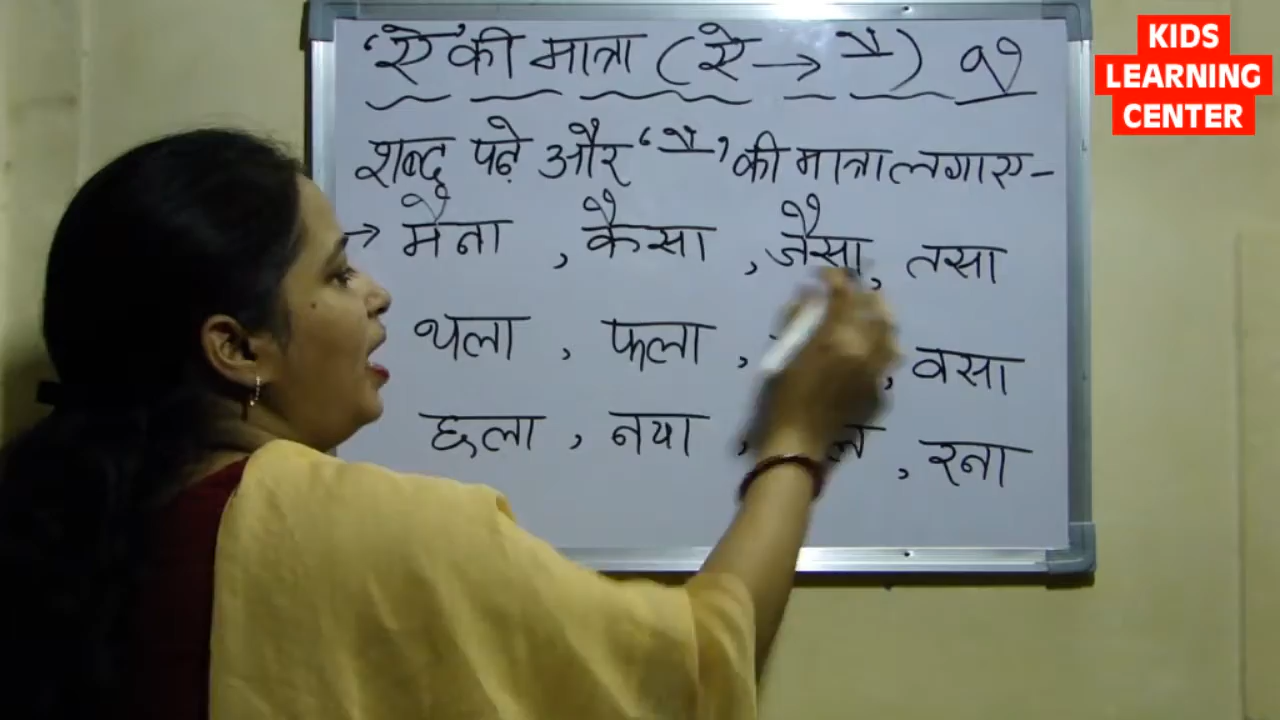 'ऐ' की मात्रा (ऐ → ै)
शब्द पढ़े और 'ै' की मात्रा लगाए-
→ मैना , कैसा , जैसा , तसा
थला , फला , , वसा
छला , नया , , रना
KIDS
LEARNING
CENTER